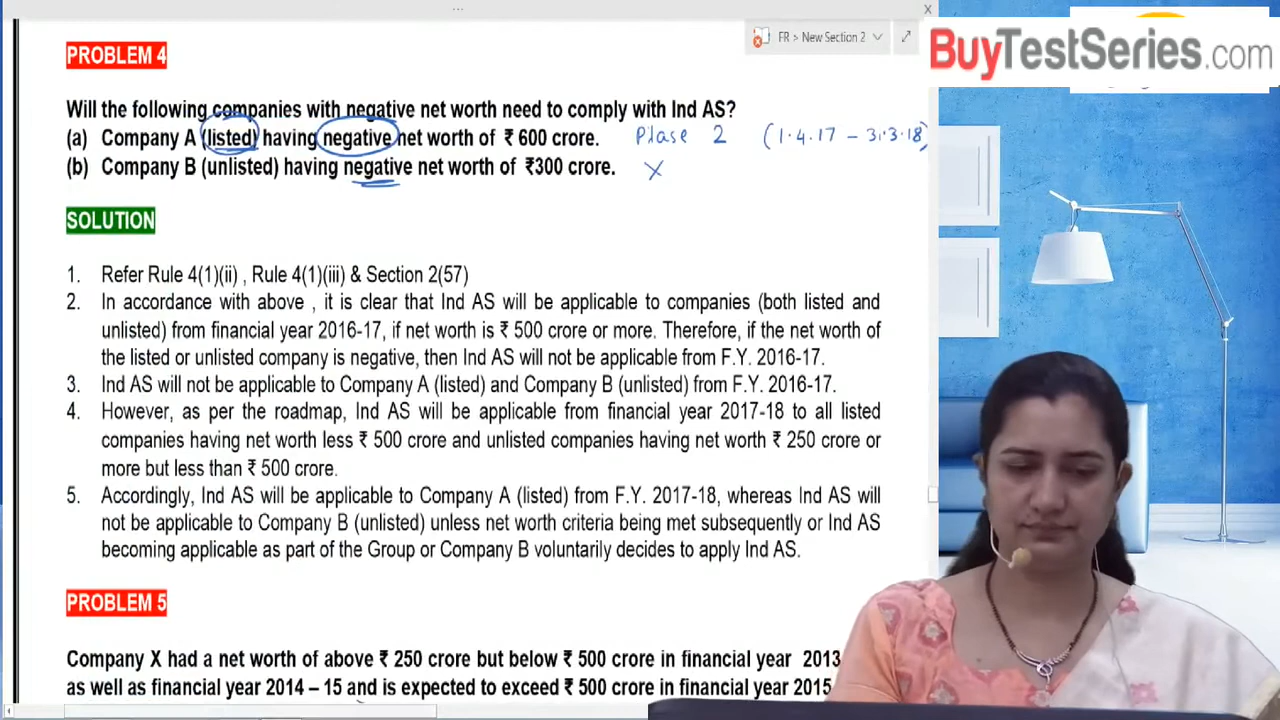 ...
x
FR > New Section 2
BuyTestSeries.com
PROBLEM 4
Will the following companies with negative net worth need to comply with Ind AS?
(a) Company A (listed) having negative net worth of ₹ 600 crore. Phase 2 (1.4.17 – 31.3.18)
(b) Company B (unlisted) having negative net worth of ₹300 crore. X
SOLUTION
1. Refer Rule 4(1)(ii) , Rule 4(1)(iii) & Section 2(57)
2. In accordance with above , it is clear that Ind AS will be applicable to companies (both listed and
unlisted) from financial year 2016-17, if net worth is ₹ 500 crore or more. Therefore, if the net worth of
the listed or unlisted company is negative, then Ind AS will not be applicable from F.Y. 2016-17.
3. Ind AS will not be applicable to Company A (listed) and Company B (unlisted) from F.Y. 2016-17.
4. However, as per the roadmap, Ind AS will be applicable from financial year 2017-18 to all listed
companies having net worth less ₹ 500 crore and unlisted companies having net worth ₹ 250 crore or
more but less than ₹ 500 crore.
5. Accordingly, Ind AS will be applicable to Company A (listed) from F.Y. 2017-18, whereas Ind AS will
not be applicable to Company B (unlisted) unless net worth criteria being met subsequently or Ind AS
becoming applicable as part of the Group or Company B voluntarily decides to apply Ind AS.
PROBLEM 5
Company X had a net worth of above ₹ 250 crore but below ₹ 500 crore in financial year 2013
as well as financial year 2014 – 15 and is expected to exceed ₹ 500 crore in financial year 2015